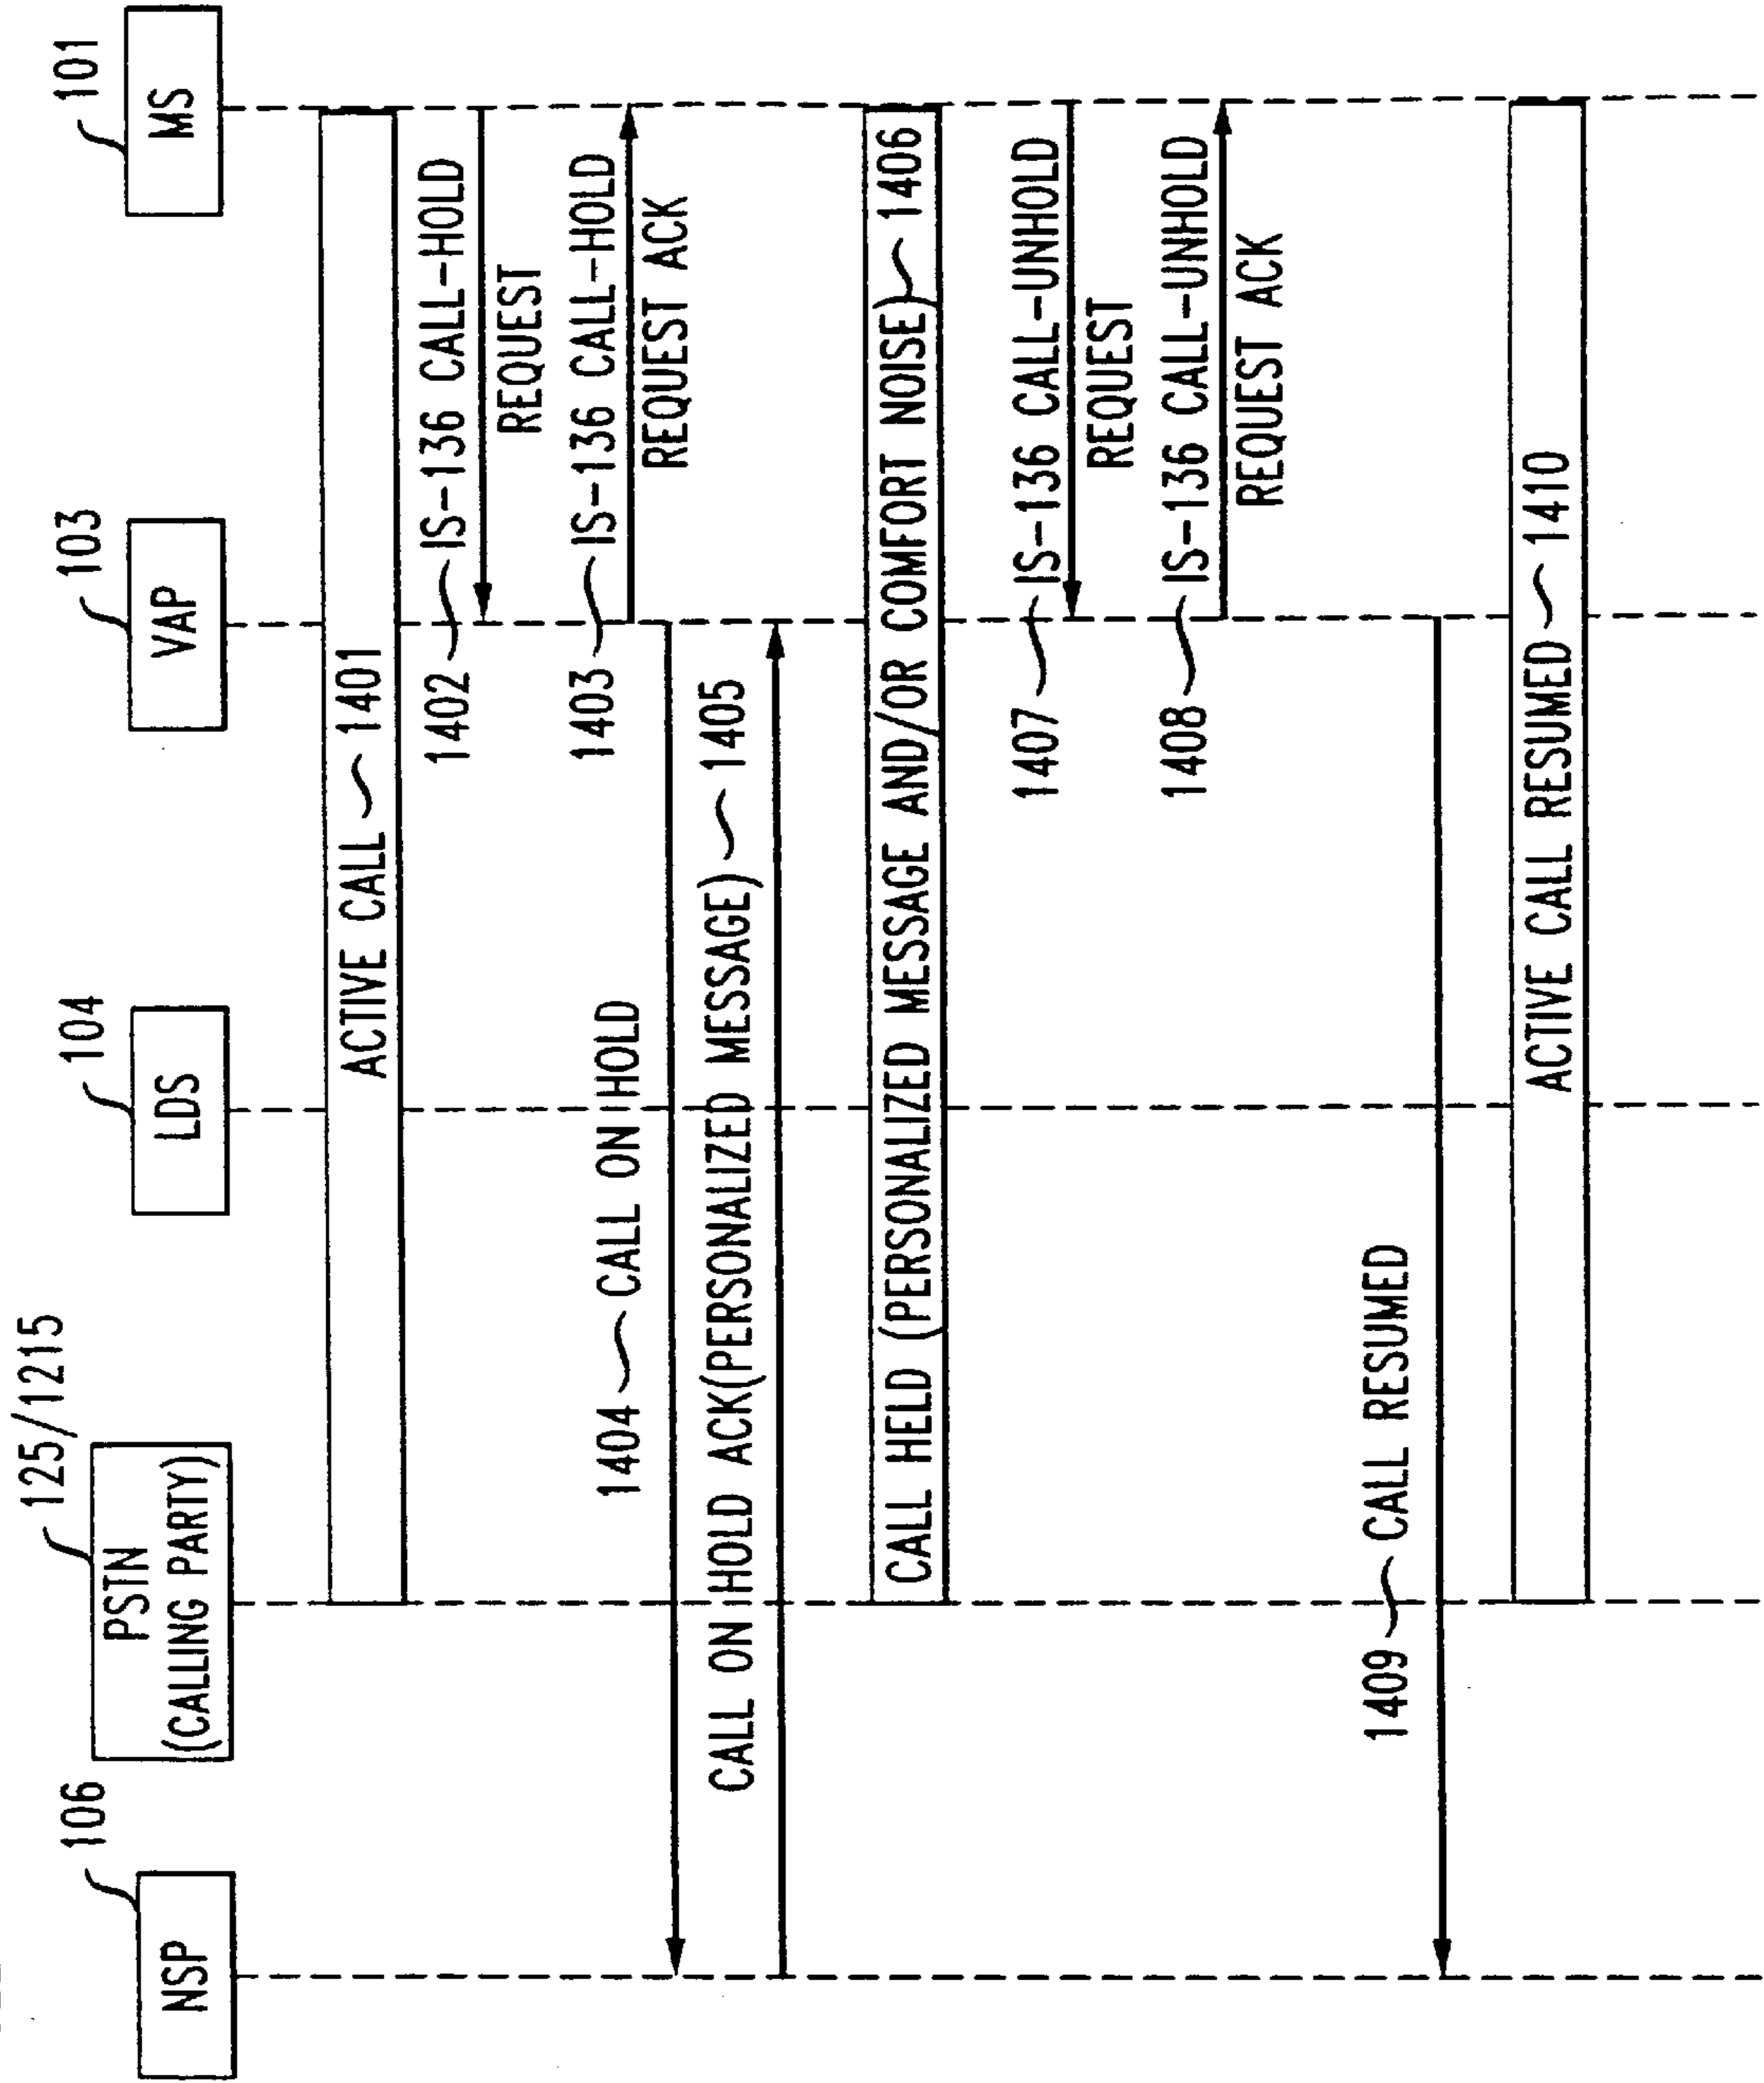 106
125/1215
104
103
101
NSP
PSTN
(CALLING PARTY)
LDS
VAP
MS
ACTIVE CALL 1401
1402 IS-136 CALL-HOLD
REQUEST
1403 IS-136 CALL-HOLD
REQUEST ACK
1404 CALL ON HOLD
CALL ON HOLD ACK(PERSONALIZED MESSAGE) 1405
CALL HELD (PERSONALIZED MESSAGE AND/OR COMFORT NOISE) 1406
1407 IS-136 CALL-UNHOLD
REQUEST
1408 IS-136 CALL-UNHOLD
REQUEST ACK
1409 CALL RESUMED
ACTIVE CALL RESUMED 1410